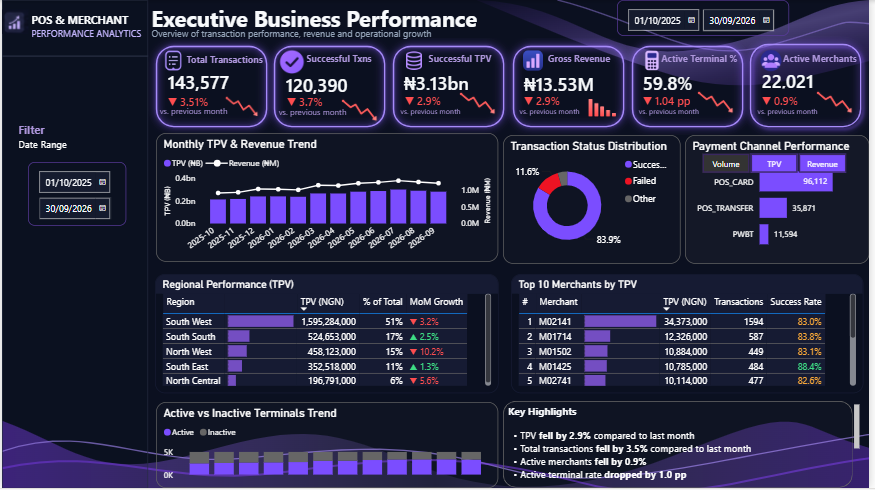 POS & MERCHANT
PERFORMANCE ANALYTICS
Executive Business Performance
Overview of transaction performance, revenue and operational growth
01/10/2025
30/09/2026
Total Transactions
143,577
▼ 3.51%
vs. previous month
Successful Txns
120,390
▼ 3.7%
vs. previous month
Successful TPV
₦3.13bn
▼ 2.9%
vs. previous month
Gross Revenue
₦13.53M
▼ 2.9%
vs. previous month
Active Terminal %
59.8%
▼ 1.04 pp
vs. previous month
Active Merchants
22,021
▼ 0.9%
vs. previous month
Filter
Date Range
01/10/2025
30/09/2026
Monthly TPV & Revenue Trend
TPV (₦B) Revenue (₦M)
TPV (₦B)
0.4bn
0.2bn
0.0bn
1.0M
0.5M
0.0M
Revenue (₦M)
2025-10 2025-11 2025-12 2026-01 2026-02 2026-03 2026-04 2026-05 2026-06 2026-07 2026-08 2026-09
Transaction Status Distribution
11.6%
83.9%
Succes...
Failed
Other
Payment Channel Performance
Volume TPV Revenue
POS_CARD 96,112
POS_TRANSFER 35,871
PWBT 11,594
Regional Performance (TPV)
Region TPV (NGN) % of Total MoM Growth
South West 1,595,284,000 51% ▼ 3.2%
South South 524,653,000 17% ▲ 2.5%
North West 458,123,000 15% ▼ 10.2%
South East 352,518,000 11% ▲ 1.3%
North Central 196,791,000 6% ▼ 5.6%
Top 10 Merchants by TPV
# Merchant TPV (NGN) Transactions Success Rate
1 M02141 34,373,000 1594 83.0%
2 M01714 12,326,000 587 83.8%
3 M01502 10,884,000 449 83.1%
4 M01425 10,785,000 484 88.4%
5 M02741 10,114,000 477 82.6%
Active vs Inactive Terminals Trend
Active Inactive
5K
0K
Key Highlights
• TPV fell by 2.9% compared to last month
• Total transactions fell by 3.5% compared to last month
• Active merchants fell by 0.9%
• Active terminal rate dropped by 1.0 pp